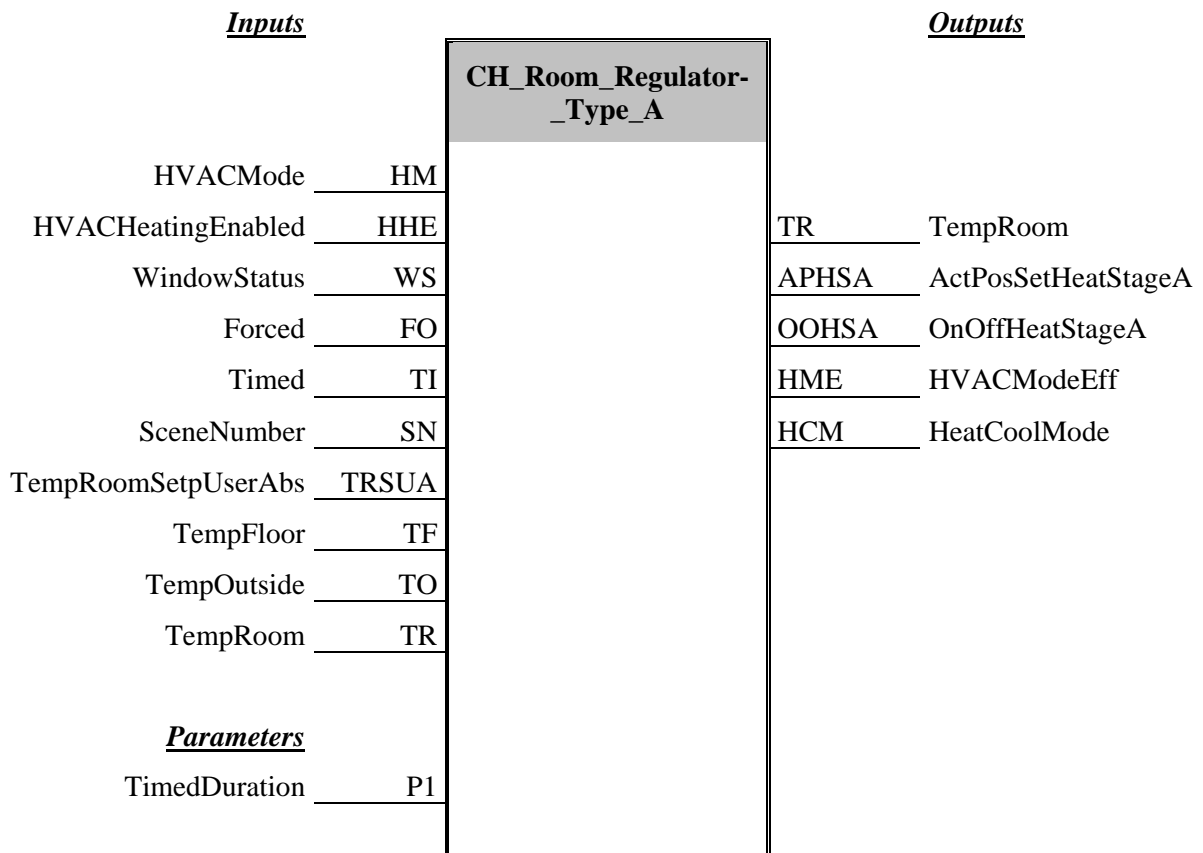 Inputs Outputs
CH_Room_Regulator-
_Type_A
HVACMode HM
HVACHeatingEnabled HHE TR TempRoom
WindowStatus WS APHSA ActPosSetHeatStageA
Forced FO OOHSA OnOffHeatStageA
Timed TI HME HVACModeEff
SceneNumber SN HCM HeatCoolMode
TempRoomSetpUserAbs TRSUA
TempFloor TF
TempOutside TO
TempRoom TR
Parameters
TimedDuration P1